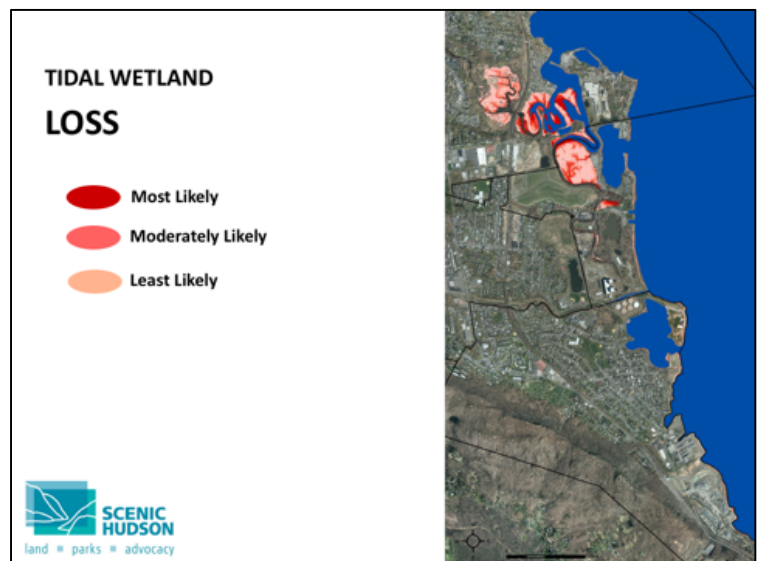 TIDAL WETLAND
LOSS
Most Likely
Moderately Likely
Least Likely
SCENIC
HUDSON
land ■ parks ■ advocacy